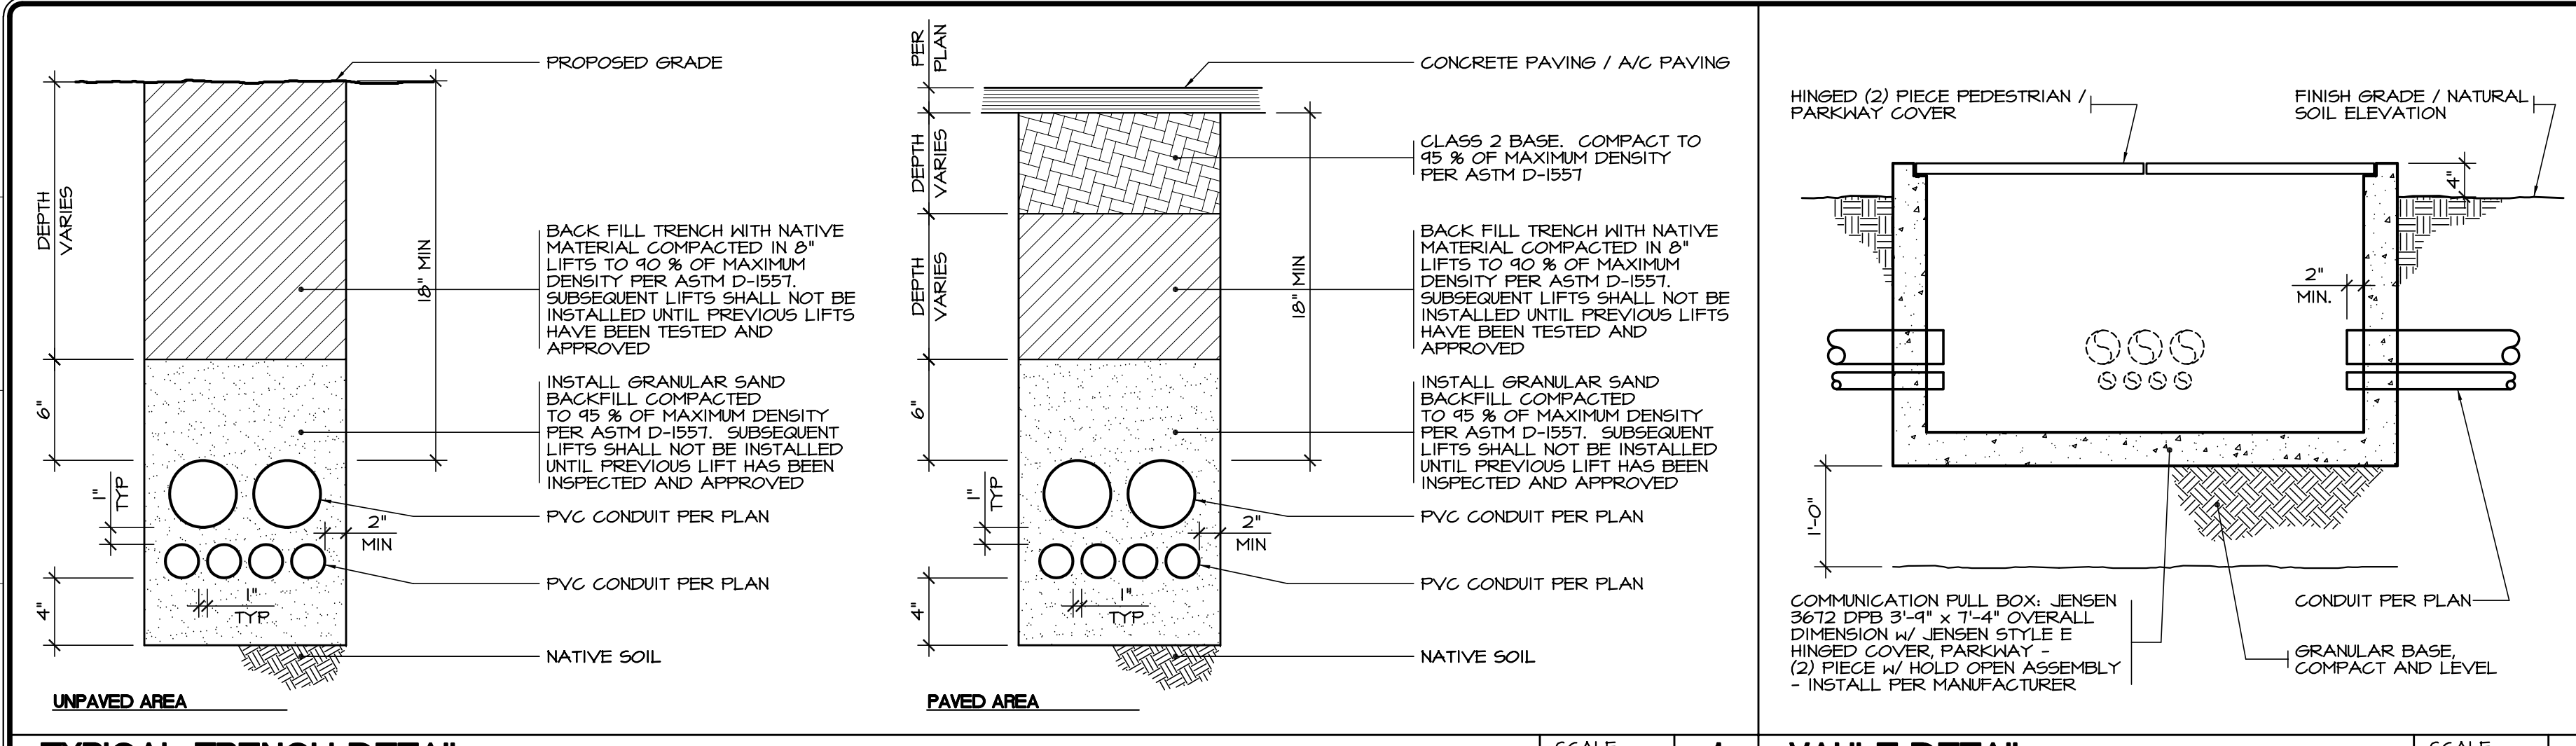 PROPOSED GRADE
DEPTH
VARIES
18" MIN
BACK FILL TRENCH WITH NATIVE
MATERIAL COMPACTED IN 8"
LIFTS TO 90 % OF MAXIMUM
DENSITY PER ASTM D-1557.
SUBSEQUENT LIFTS SHALL NOT BE
INSTALLED UNTIL PREVIOUS LIFTS
HAVE BEEN TESTED AND
APPROVED
6"
INSTALL GRANULAR SAND
BACKFILL COMPACTED
TO 95 % OF MAXIMUM DENSITY
PER ASTM D-1557.  SUBSEQUENT
LIFTS SHALL NOT BE INSTALLED
UNTIL PREVIOUS LIFT HAS BEEN
INSPECTED AND APPROVED
1"
TYP
PVC CONDUIT PER PLAN
2"
MIN
PVC CONDUIT PER PLAN
4"
1"
TYP
NATIVE SOIL
UNPAVED AREA
PER
PLAN
CONCRETE PAVING / A/C PAVING
DEPTH
VARIES
CLASS 2 BASE.  COMPACT TO
95 % OF MAXIMUM DENSITY
PER ASTM D-1557
DEPTH
VARIES
18" MIN
BACK FILL TRENCH WITH NATIVE
MATERIAL COMPACTED IN 8"
LIFTS TO 90 % OF MAXIMUM
DENSITY PER ASTM D-1557.
SUBSEQUENT LIFTS SHALL NOT BE
INSTALLED UNTIL PREVIOUS LIFTS
HAVE BEEN TESTED AND
APPROVED
6"
INSTALL GRANULAR SAND
BACKFILL COMPACTED
TO 95 % OF MAXIMUM DENSITY
PER ASTM D-1557.  SUBSEQUENT
LIFTS SHALL NOT BE INSTALLED
UNTIL PREVIOUS LIFT HAS BEEN
INSPECTED AND APPROVED
1"
TYP
PVC CONDUIT PER PLAN
2"
MIN
PVC CONDUIT PER PLAN
4"
1"
TYP
NATIVE SOIL
PAVED AREA
TYPICAL TRENCH DETAIL
SCALE
HINGED (2) PIECE PEDESTRIAN /
PARKWAY COVER
FINISH GRADE / NATURAL
SOIL ELEVATION
4"
2"
MIN.
1'-0"
COMMUNICATION PULL BOX: JENSEN
3672 DPB 3'-9" x 7'-4" OVERALL
DIMENSION W/ JENSEN STYLE E
HINGED COVER, PARKWAY -
(2) PIECE W/ HOLD OPEN ASSEMBLY
- INSTALL PER MANUFACTURER
CONDUIT PER PLAN
GRANULAR BASE,
COMPACT AND LEVEL
VAULT DETAIL
SCALE